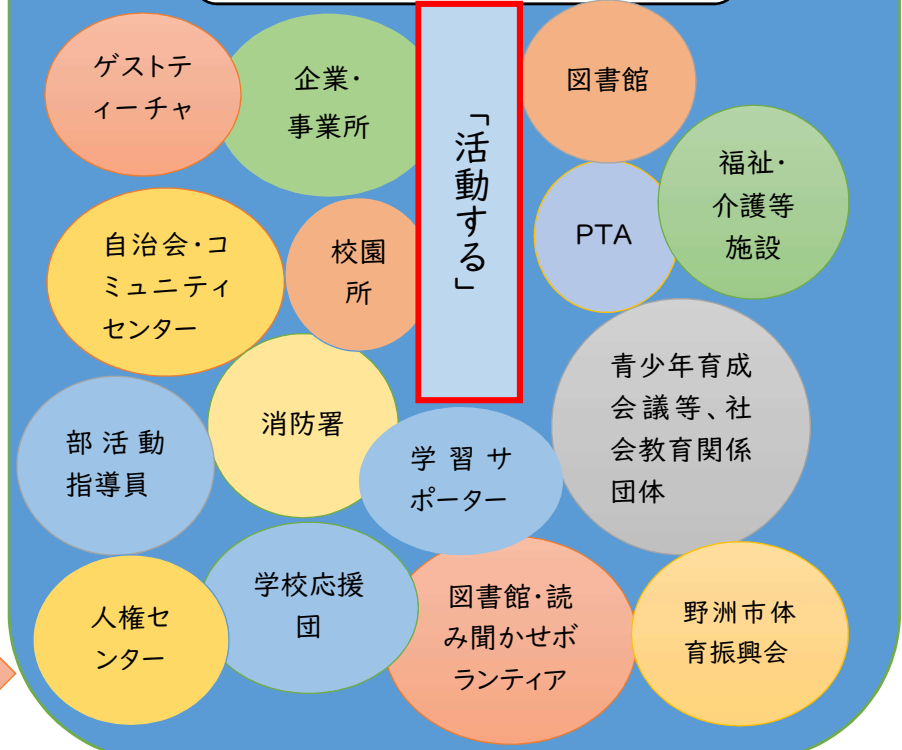 ゲストテ
ィーチャ
企業・
事業所
「活動する」
図書館
福祉・
介護等
施設
PTA
自治会・コ
ミュニティ
センター
校園
所
青少年育成
会議等、社
会教育関係
団体
消防署
部活動
指導員
学習サ
ポーター
人権セ
ンター
学校応援
団
図書館・読
み聞かせボ
ランティア
野洲市体
育振興会